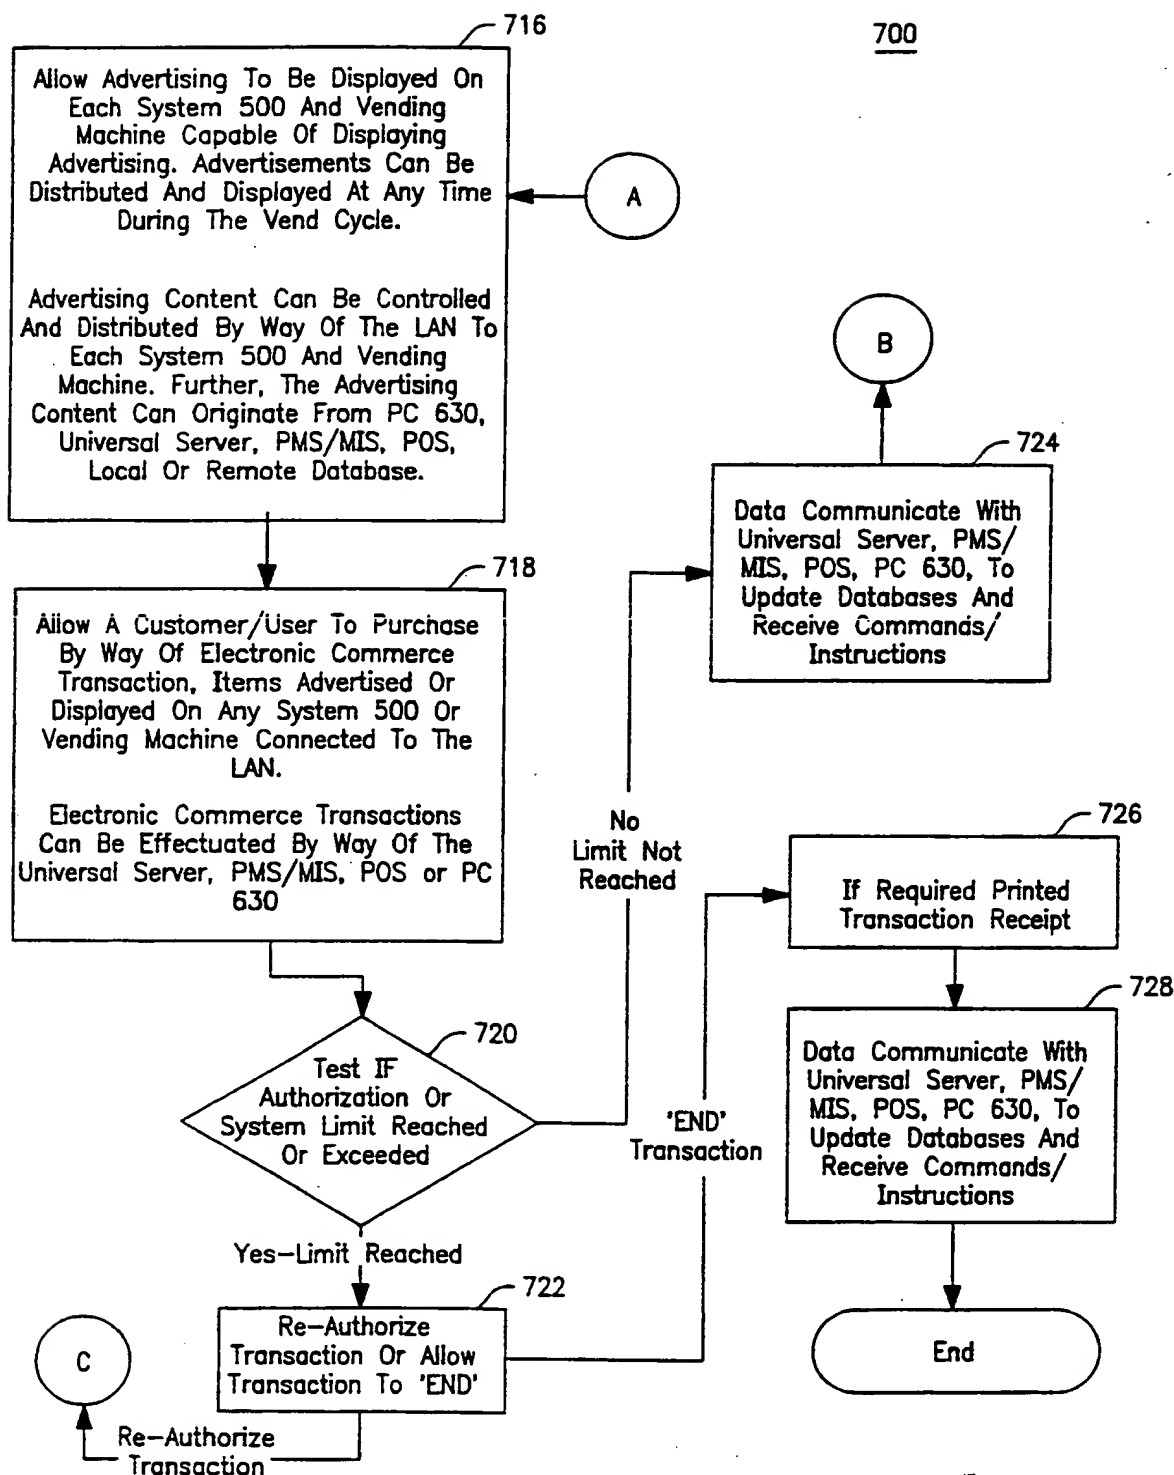 716
700
Allow Advertising To Be Displayed On
Each System 500 And Vending
Machine Capable Of Displaying
Advertising. Advertisements Can Be
Distributed And Displayed At Any Time
During The Vend Cycle.
A
Advertising Content Can Be Controlled
And Distributed By Way Of The LAN To
Each System 500 And Vending
Machine. Further, The Advertising
Content Can Originate From PC 630,
Universal Server, PMS/MIS, POS,
Local Or Remote Database.
B
724
Data Communicate With
Universal Server, PMS/
MIS, POS, PC 630, To
Update Databases And
Receive Commands/
Instructions
718
Allow A Customer/User To Purchase
By Way Of Electronic Commerce
Transaction, Items Advertised Or
Displayed On Any System 500 Or
Vending Machine Connected To The
LAN.
Electronic Commerce Transactions
Can Be Effectuated By Way Of The
Universal Server, PMS/MIS, POS or PC
630
No
Limit Not
Reached
726
If Required Printed
Transaction Receipt
720
Test IF
Authorization Or
System Limit Reached
Or Exceeded
'END'
Transaction
728
Data Communicate With
Universal Server, PMS/
MIS, POS, PC 630, To
Update Databases And
Receive Commands/
Instructions
Yes-Limit Reached
722
Re-Authorize
Transaction Or Allow
Transaction To 'END'
C
Re-Authorize
Transaction
End